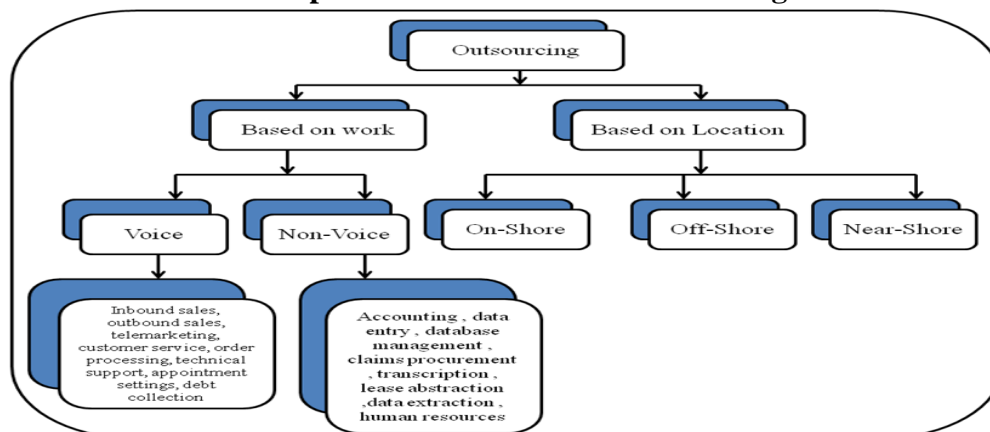 Outsourcing
Based on work
Based on Location
Voice
Non-Voice
On-Shore
Off-Shore
Near-Shore
Inbound sales,
outbound sales,
telemarketing,
customer service, order
processing, technical
support, appointment
settings, debt
collection
Accounting , data
entry , database
management ,
claims procurement
, transcription ,
lease abstraction
,data extraction ,
human resources